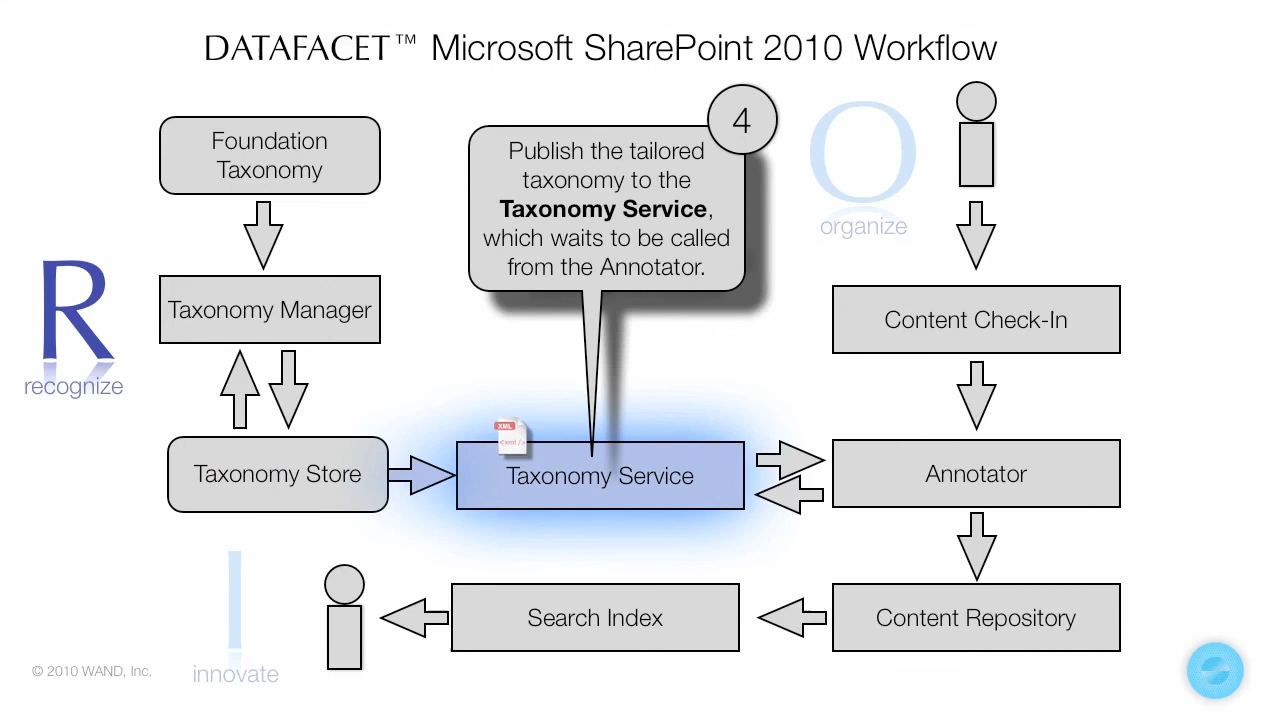 DATAFACET™ Microsoft SharePoint 2010 Workflow
Foundation
Taxonomy
4
Publish the tailored
taxonomy to the
Taxonomy Service,
which waits to be called
from the Annotator.
O
organize
R
recognize
Taxonomy Manager
Content Check-In
Taxonomy Store
XML
<xml />
Taxonomy Service
Annotator
I
innovate
Search Index
Content Repository
© 2010 WAND, Inc.